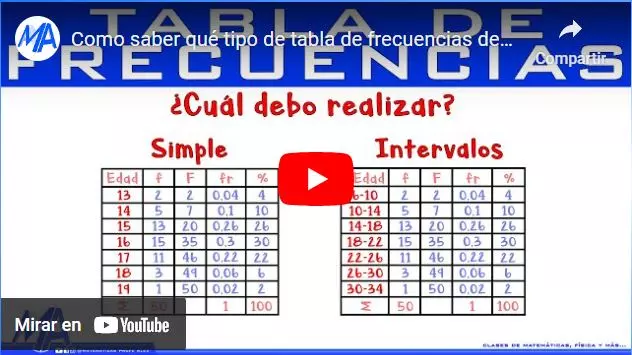 TABLA DE
MA Como saber qué tipo de tabla de frecuencias de...
Compartir
FRECUENCIAS
¿Cuál debo realizar?
Simple
Edad f F fr %
13 2 2 0,04 4
14 5 7 0,1 10
15 13 20 0,26 26
16 15 35 0,3 30
17 11 46 0,22 22
18 3 49 0,06 6
19 1 50 0,02 2
Σ 50 1 100
Intervalos
Edad f F fr %
6-10 2 2 0,04 4
10-14 5 7 0,1 10
14-18 13 20 0,26 26
18-22 15 35 0,3 30
22-26 11 46 0,22 22
26-30 3 49 0,06 6
30-34 1 50 0,02 2
Σ 50 1 100
Mirar en YouTube
CLASES DE MATEMÁTICAS, FÍSICA Y MÁS...